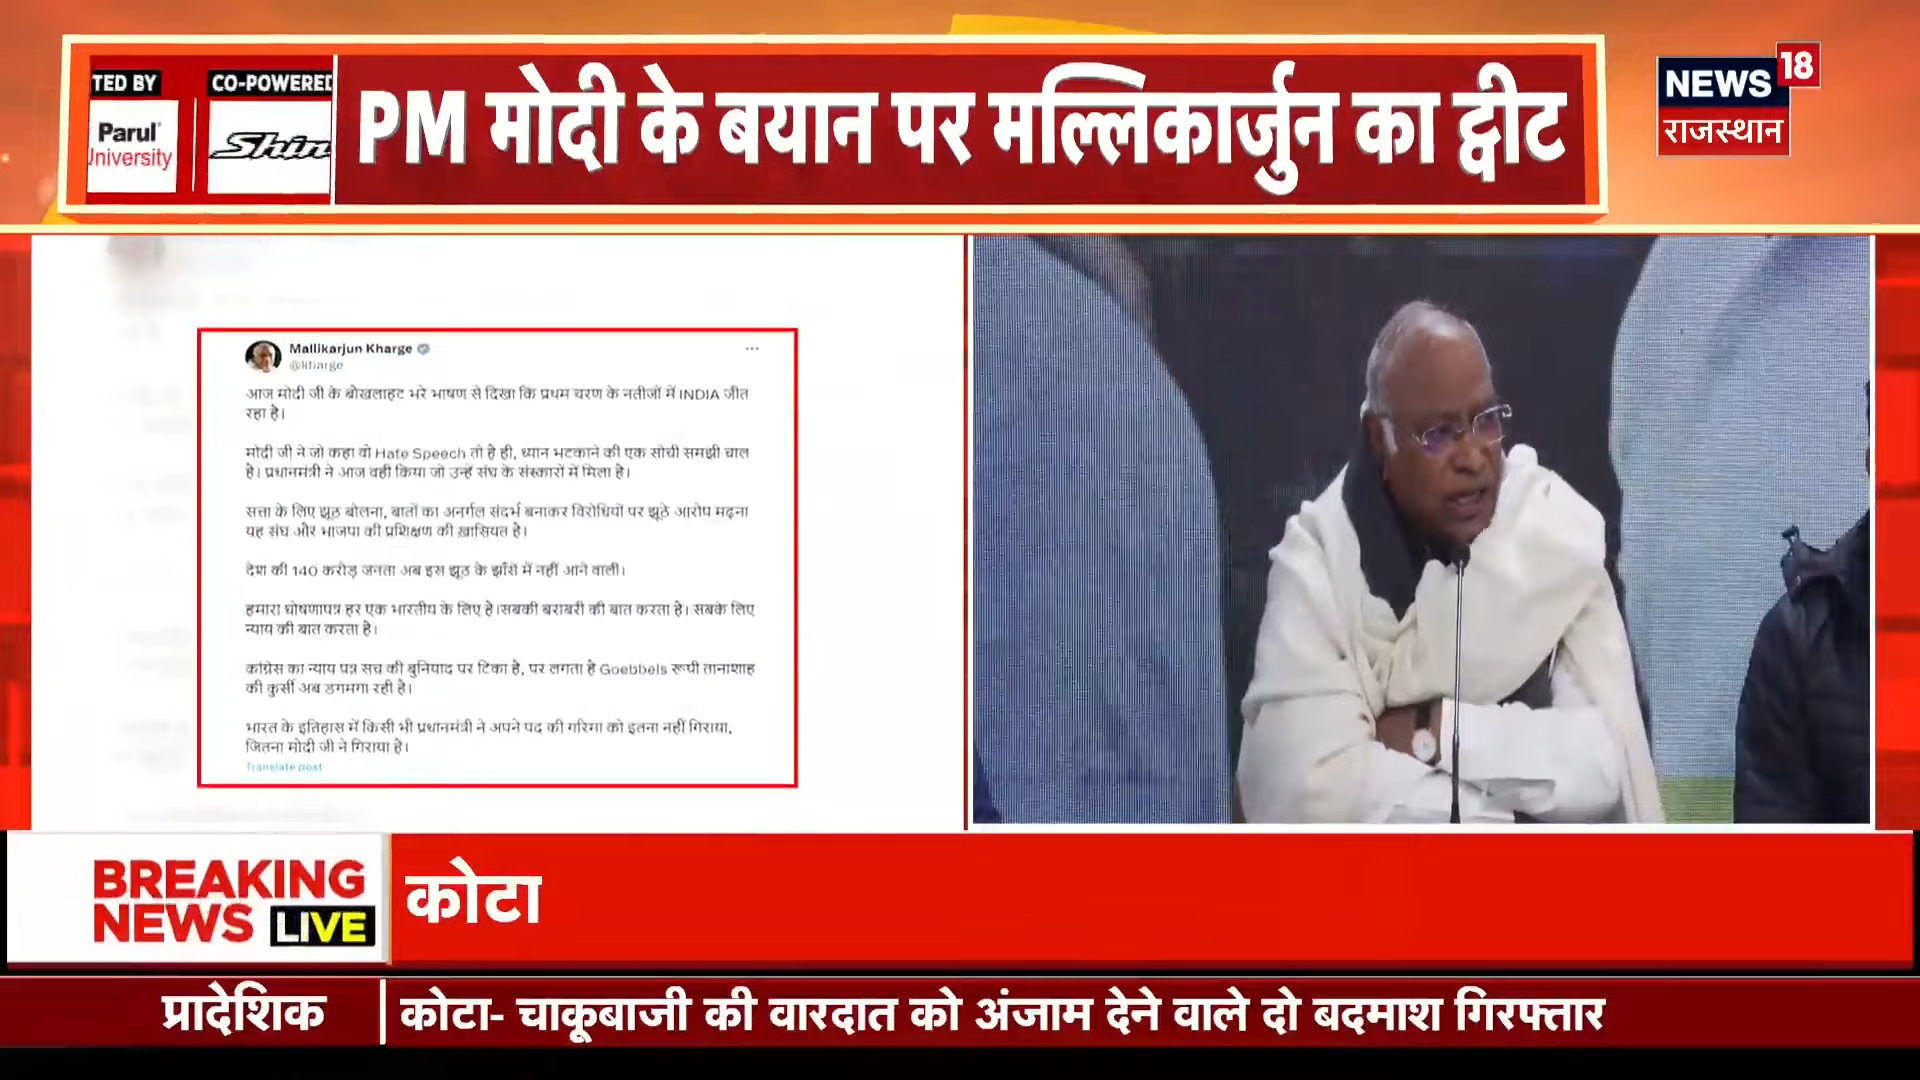 TED BY
CO-POWERED
Parul
University
Shin
PM मोदी के बयान पर मल्लिकार्जुन का ट्वीट
NEWS 18
राजस्थान
Mallikarjun Kharge
@kharge
आज मोदी जी के बौखलाहट भरे भाषण से दिखा कि प्रथम चरण के नतीजों में INDIA जीत
रहा है।
मोदी जी ने जो कहा वो Hate Speech तो है ही, ध्यान भटकाने की एक सोची समझी चाल
है। प्रधानमंत्री ने आज वही किया जो उन्हें संघ के संस्कारों में मिला है।
सत्ता के लिए झूठ बोलना, बातों का अनर्गल संदर्भ बनाकर विरोधियों पर झूठे आरोप मढ़ना
यह संघ और भाजपा की प्रशिक्षण की ख़ासियत है।
देश की 140 करोड़ जनता अब इस झूठ के झाँसे में नहीं आने वाली।
हमारा घोषणापत्र हर एक भारतीय के लिए है।सबकी बराबरी की बात करता है। सबके लिए
न्याय की बात करता है।
कांग्रेस का न्याय पत्र सच की बुनियाद पर टिका है, पर लगता है Goebbels रूपी तानाशाह
की कुर्सी अब डगमगा रही है।
भारत के इतिहास में किसी भी प्रधानमंत्री ने अपने पद की गरिमा को इतना नहीं गिराया,
जितना मोदी जी ने गिराया है।
Translate post
BREAKING
NEWS LIVE
कोटा
प्रादेशिक
कोटा- चाकूबाजी की वारदात को अंजाम देने वाले दो बदमाश गिरफ्तार